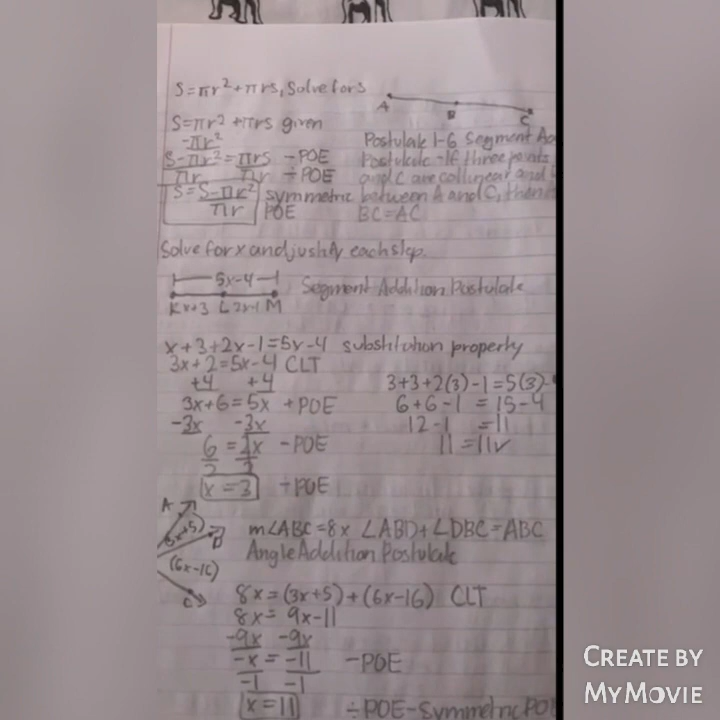 S=πr²+πrs, Solve for s
A B C
S=πr²+πrs given
-πr²
Postulate 1-6 Segment Ad
S-πr²=πrs -POE
Postulate - If three points
πr πr ÷POE
and C are collinear and
S=S-πr² symmetric
between A and C, then
πr POE
BC=AC
Solve for x and justify each step.
5x-4
Segment Addition Postulate
K x+3 L 2x-1 M
x+3+2x-1=5x-4 substitution property
3x+2=5x-4 CLT
+4 +4
3+3+2(3)-1=5(3)-
3x+6=5x +POE
6+6-1=15-4
-3x -3x
12-1=11
6=2x -POE
11=11✓
2 2
x=3 ÷POE
A
(3x+5)
D
m∠ABC=8x ∠ABD+∠DBC=ABC
Angle Addition Postulate
(6x-16)
C
8x=(3x+5)+(6x-16) CLT
8x=9x-11
-9x -9x
-x=-11 -POE
-1 -1
x=11 ÷POE-Symmetric PO
CREATE BY
MYMOVIE